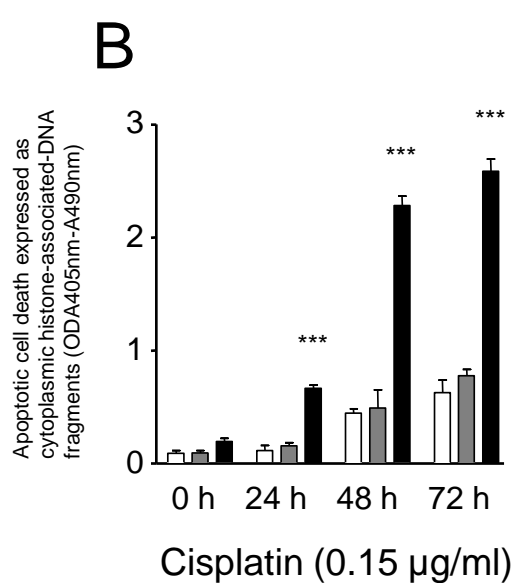 B
Apoptotic cell death expressed as
cytoplasmic histone-associated-DNA
fragments (ODA405nm-A490nm)
3
2
1
0
***
***
***
0 h 24 h 48 h 72 h
Cisplatin (0.15 µg/ml)